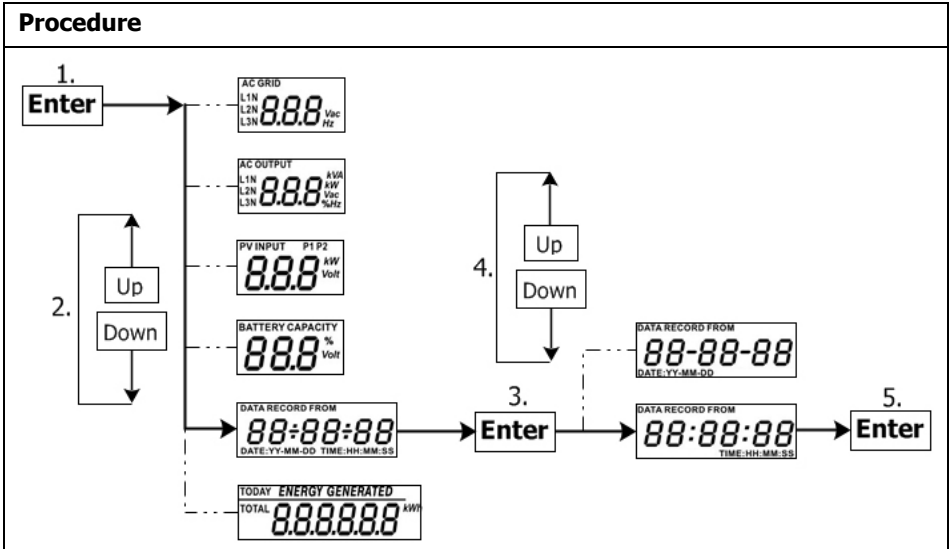 Procedure
1.
Enter
AC GRID
L1N
L2N
L3N
8.8.8
Vac
Hz
AC OUTPUT
L1N
L2N
L3N
8.8.8
kVA
kW
Vac
%Hz
2.
Up
Down
PV INPUT P1 P2
8.8.8
kW
Volt
BATTERY CAPACITY
88.8
%
Volt
DATA RECORD FROM
88÷88÷88
DATE:YY-MM-DD TIME:HH:MM:SS
TODAY ENERGY GENERATED
TOTAL
8.8.8.8.8.8
kWh
3.
Enter
4.
Up
Down
DATA RECORD FROM
88-88-88
DATE:YY-MM-DD
DATA RECORD FROM
88:88:88
TIME:HH:MM:SS
5.
Enter